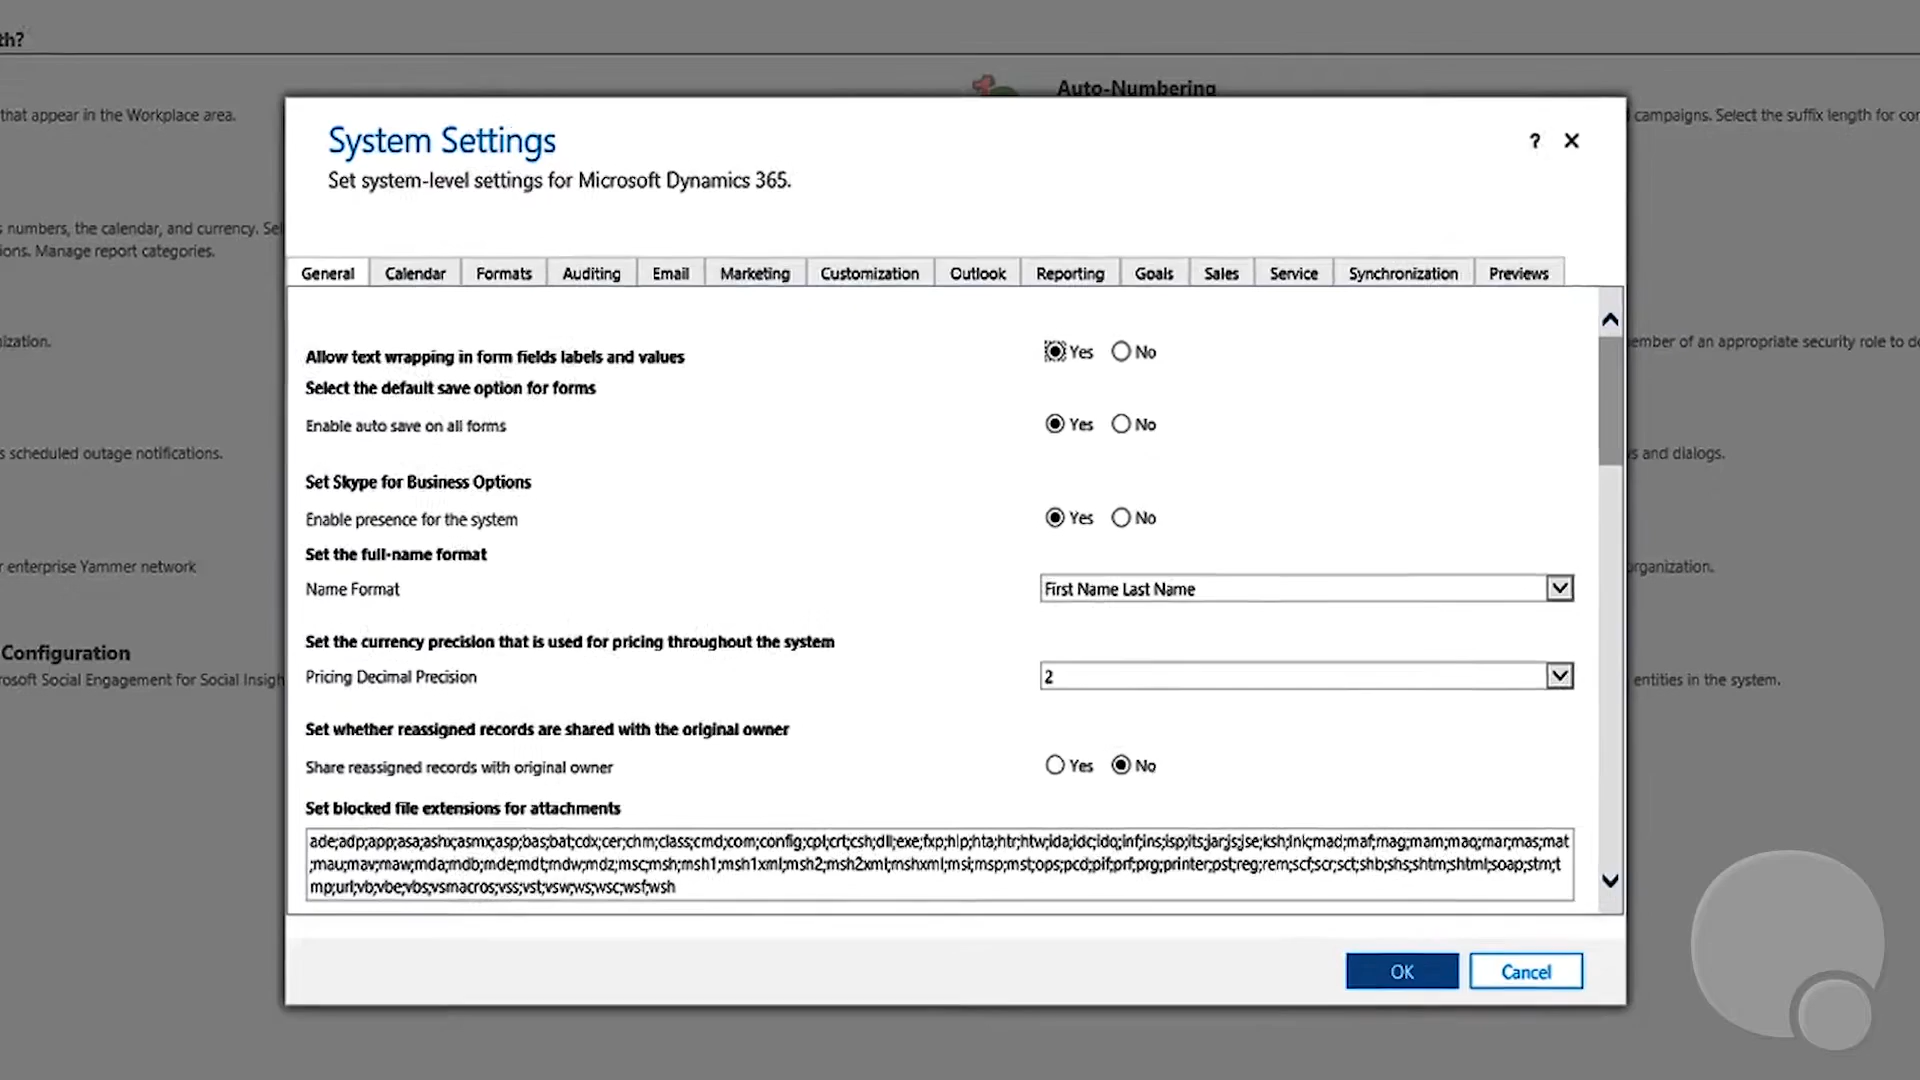 th?
Auto-Numbering
that appear in the Workplace area.
campaigns. Select the suffix length for con
System Settings
? X
Set system-level settings for Microsoft Dynamics 365.
s numbers, the calendar, and currency. Sel
ions. Manage report categories.
General Calendar Formats Auditing Email Marketing Customization Outlook Reporting Goals Sales Service Synchronization Previews
ization.
ember of an appropriate security role to de
Allow text wrapping in form fields labels and values Yes No
Select the default save option for forms
Enable auto save on all forms Yes No
s scheduled outage notifications.
s and dialogs.
Set Skype for Business Options
Enable presence for the system Yes No
Set the full-name format
r enterprise Yammer network
organization.
Name Format First Name Last Name
Set the currency precision that is used for pricing throughout the system
Configuration
rosoft Social Engagement for Social Insigh
entities in the system.
Pricing Decimal Precision 2
Set whether reassigned records are shared with the original owner
Share reassigned records with original owner Yes No
Set blocked file extensions for attachments
ade;adp;app;asa;ashx;asmx;asp;bas;bat;cdx;cer;chm;class;cmd;com;config;cpl;crt;csh;dll;exe;fxp;hlp;hta;htr;htw;ida;idc;idq;inf;ins;isp;its;jar;js;jse;ksh;lnk;mad;maf;mag;mam;maq;mar;mas;mat
;mau;mav;maw;mda;mdb;mde;mdt;mdw;mdz;msc;msh;msh1;msh1xml;msh2;msh2xml;mshxml;msi;msp;mst;ops;pcd;pif;prf;prg;printer;pst;reg;rem;scf;scr;sct;shb;shs;shtm;shtml;soap;stm;t
mp;url;vb;vbe;vbs;vsmacros;vss;vst;vsw;ws;wsc;wsf;wsh
OK Cancel